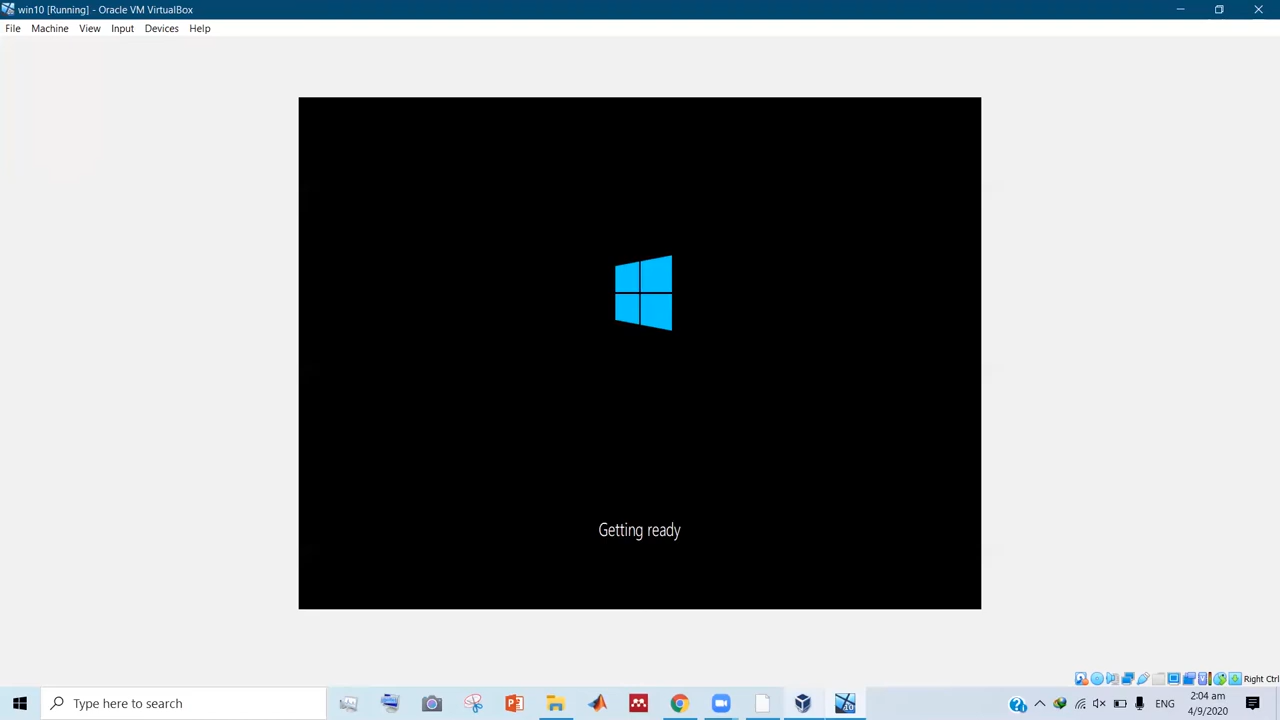 win10 [Running] - Oracle VM VirtualBox
File Machine View Input Devices Help
Getting ready
Right Ctrl
Type here to search
ENG
2:04 am
4/9/2020